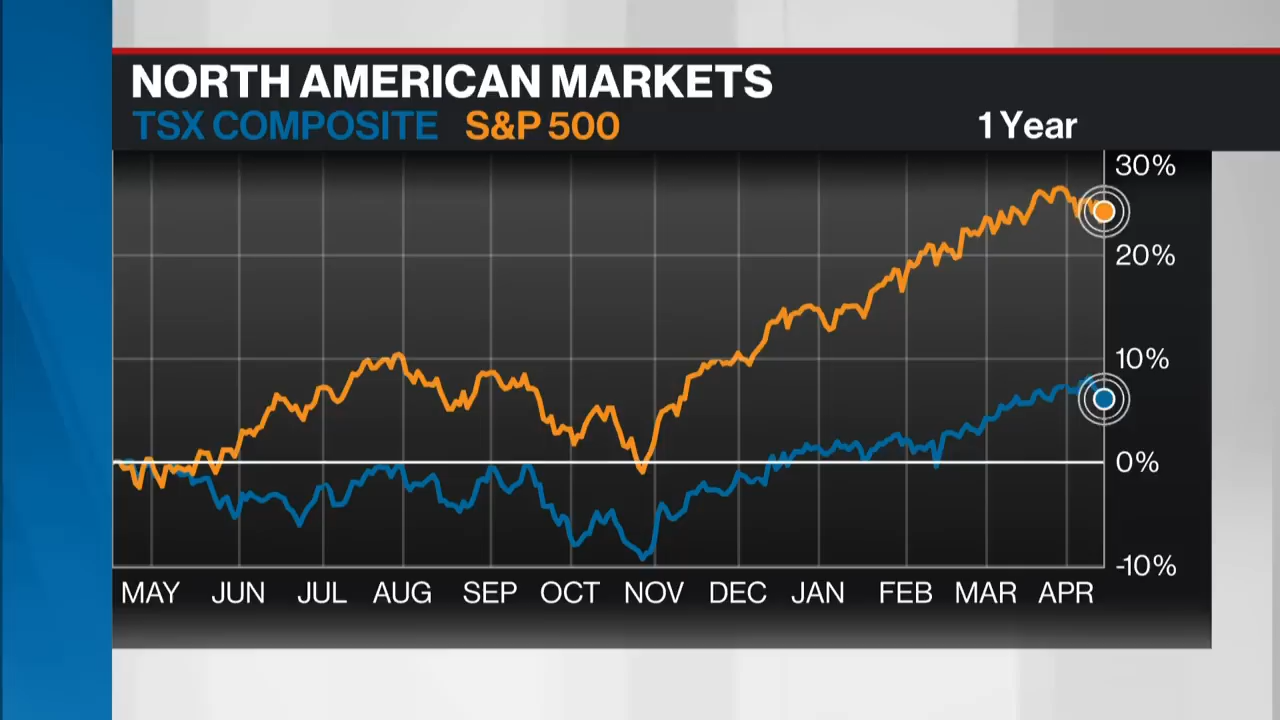 NORTH AMERICAN MARKETS
TSX COMPOSITE S&P 500 1 Year
30%
20%
10%
0%
-10%
MAY JUN JUL AUG SEP OCT NOV DEC JAN FEB MAR APR